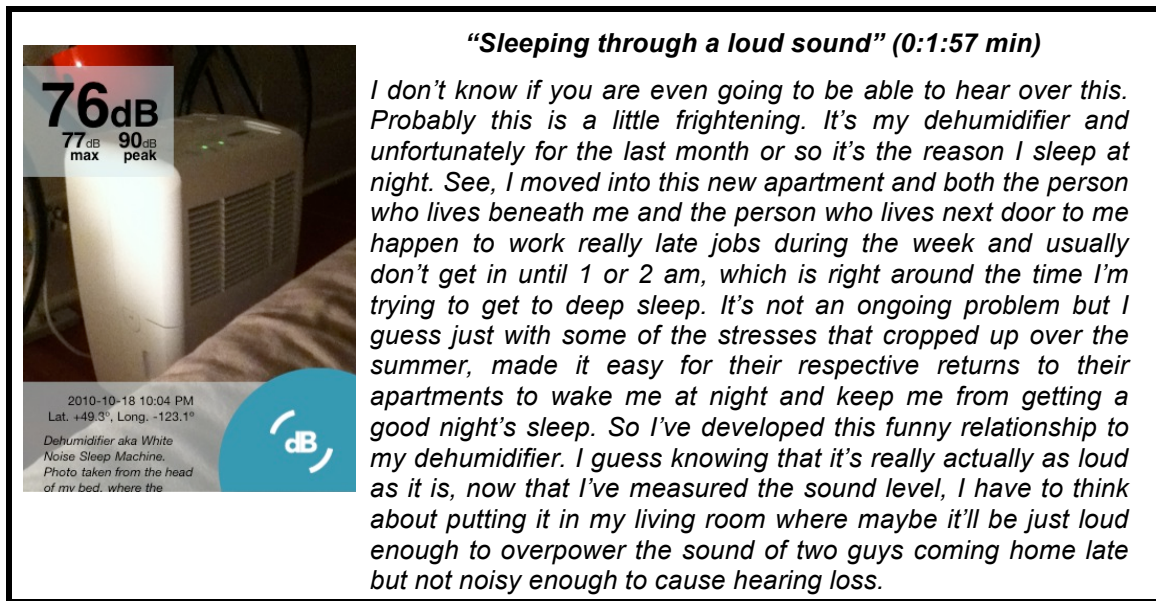 “Sleeping through a loud sound” (0:1:57 min)
76dB
77dB 90dB
max peak
2010-10-18 10:04 PM
Lat. +49.3º, Long. -123.1º
Dehumidifier aka White
Noise Sleep Machine.
Photo taken from the head
of my bed, where the
dB
I don’t know if you are even going to be able to hear over this.
Probably this is a little frightening. It’s my dehumidifier and
unfortunately for the last month or so it’s the reason I sleep at
night. See, I moved into this new apartment and both the person
who lives beneath me and the person who lives next door to me
happen to work really late jobs during the week and usually
don’t get in until 1 or 2 am, which is right around the time I’m
trying to get to deep sleep. It’s not an ongoing problem but I
guess just with some of the stresses that cropped up over the
summer, made it easy for their respective returns to their
apartments to wake me at night and keep me from getting a
good night’s sleep. So I’ve developed this funny relationship to
my dehumidifier. I guess knowing that it’s really actually as loud
as it is, now that I’ve measured the sound level, I have to think
about putting it in my living room where maybe it’ll be just loud
enough to overpower the sound of two guys coming home late
but not noisy enough to cause hearing loss.